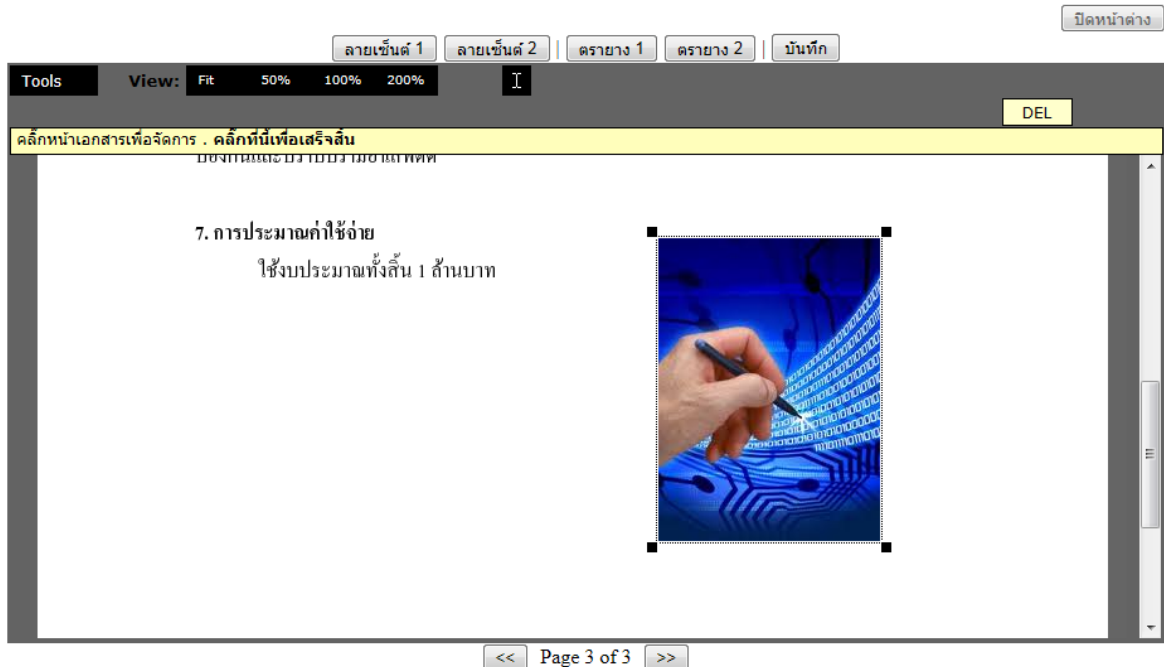 ปิดหน้าต่าง
ลายเซ็นต์ 1 ลายเซ็นต์ 2 | ตรายาง 1 ตรายาง 2 | บันทึก
Tools View: Fit 50% 100% 200%
DEL
คลิ๊กหน้าเอกสารเพื่อจัดการ . คลิ๊กที่นี้เพื่อเสร็จสิ้น
7. การประมาณค่าใช้จ่าย
ใช้งบประมาณทั้งสิ้น 1 ล้านบาท
<< Page 3 of 3 >>